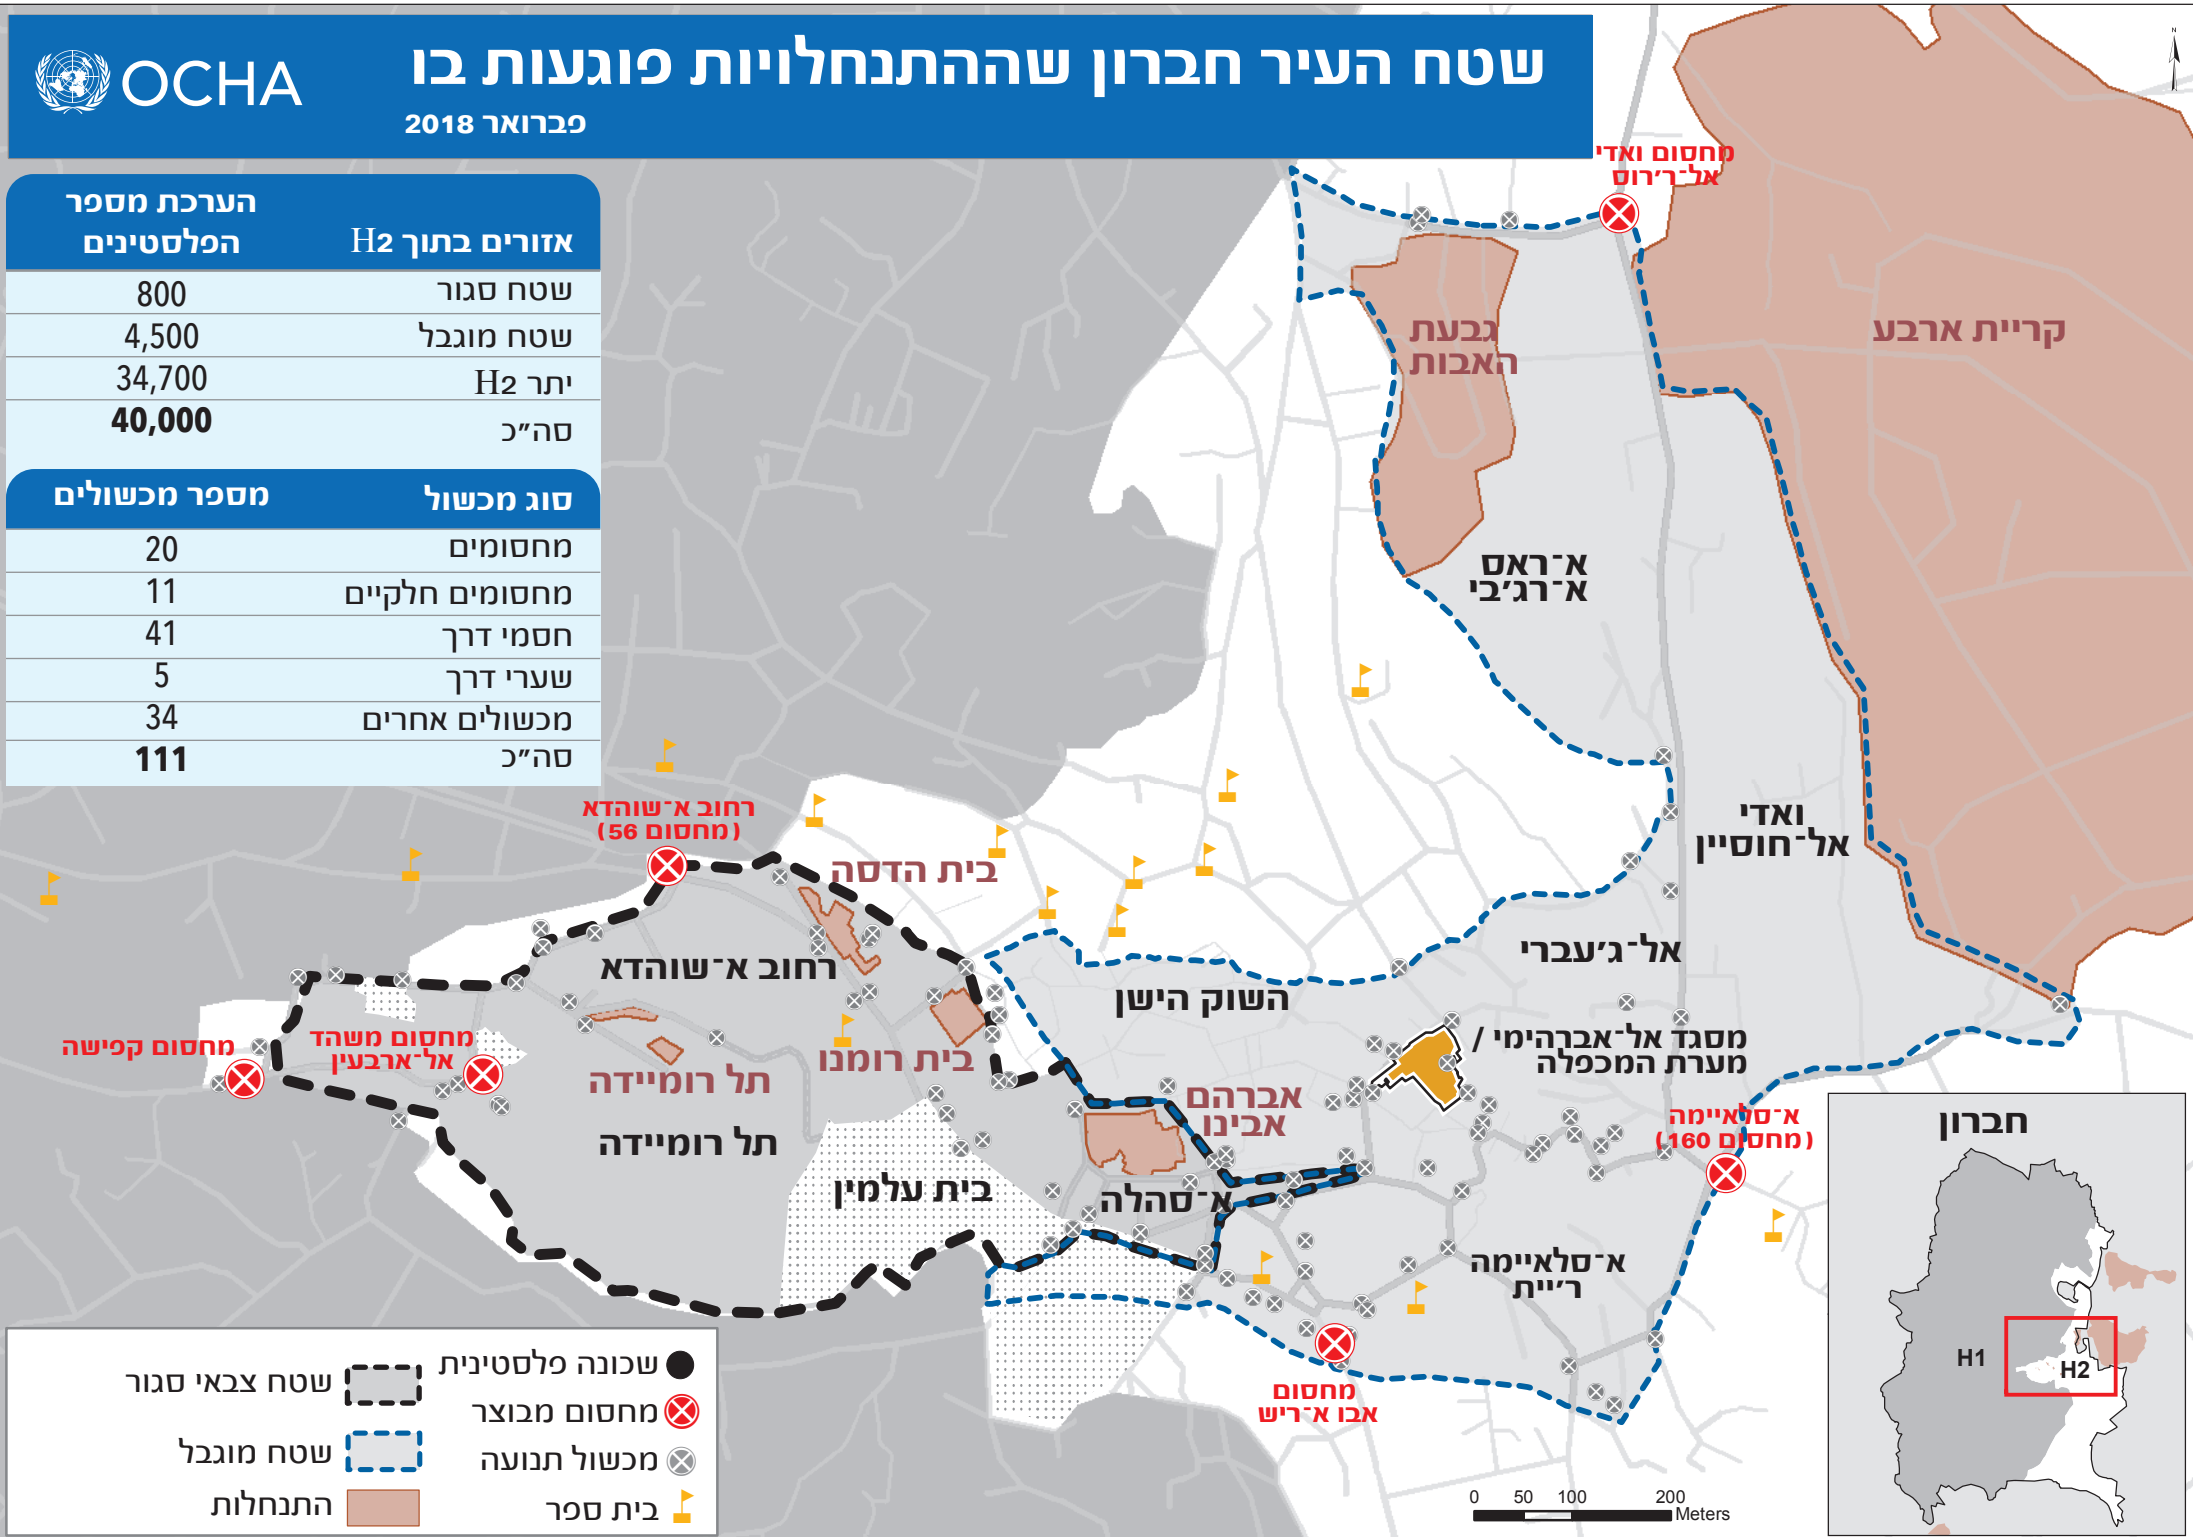 OCHA
שטח העיר חברון שההתנחלויות פוגעות בו
פברואר 2018
אזורים בתוך H2
הערכת מספר
הפלסטינים
שטח סגור 800
שטח מוגבל 4,500
יתר H2 34,700
סה״כ 40,000
סוג מכשול מספר מכשולים
מחסומים 20
מחסומים חלקיים 11
חסמי דרך 41
שערי דרך 5
מכשולים אחרים 34
סה״כ 111
מחסום ואדי
אל־ר׳רוס
N
גבעת
האבות
קריית ארבע
א־ראס
א־רג׳בי
ואדי
אל־חוסיין
רחוב א־שוהדא
(מחסום 56)
בית הדסה
רחוב א־שוהדא
אל־ג׳עברי
השוק הישן
מסגד אל־אברהימי /
מערת המכפלה
מחסום קפישה
מחסום משהד
אל־ארבעין
בית רומנו
תל רומיידה
תל רומיידה
אברהם
אבינו
א־סלאיימה
(מחסום 160)
בית עלמין
א־סהלה
א־סלאיימה
ר׳יית
מחסום
אבו א־ריש
חברון
H1
H2
שכונה פלסטינית
מחסום מבוצר
מכשול תנועה
בית ספר
שטח צבאי סגור
שטח מוגבל
התנחלות
0 50 100 200
Meters